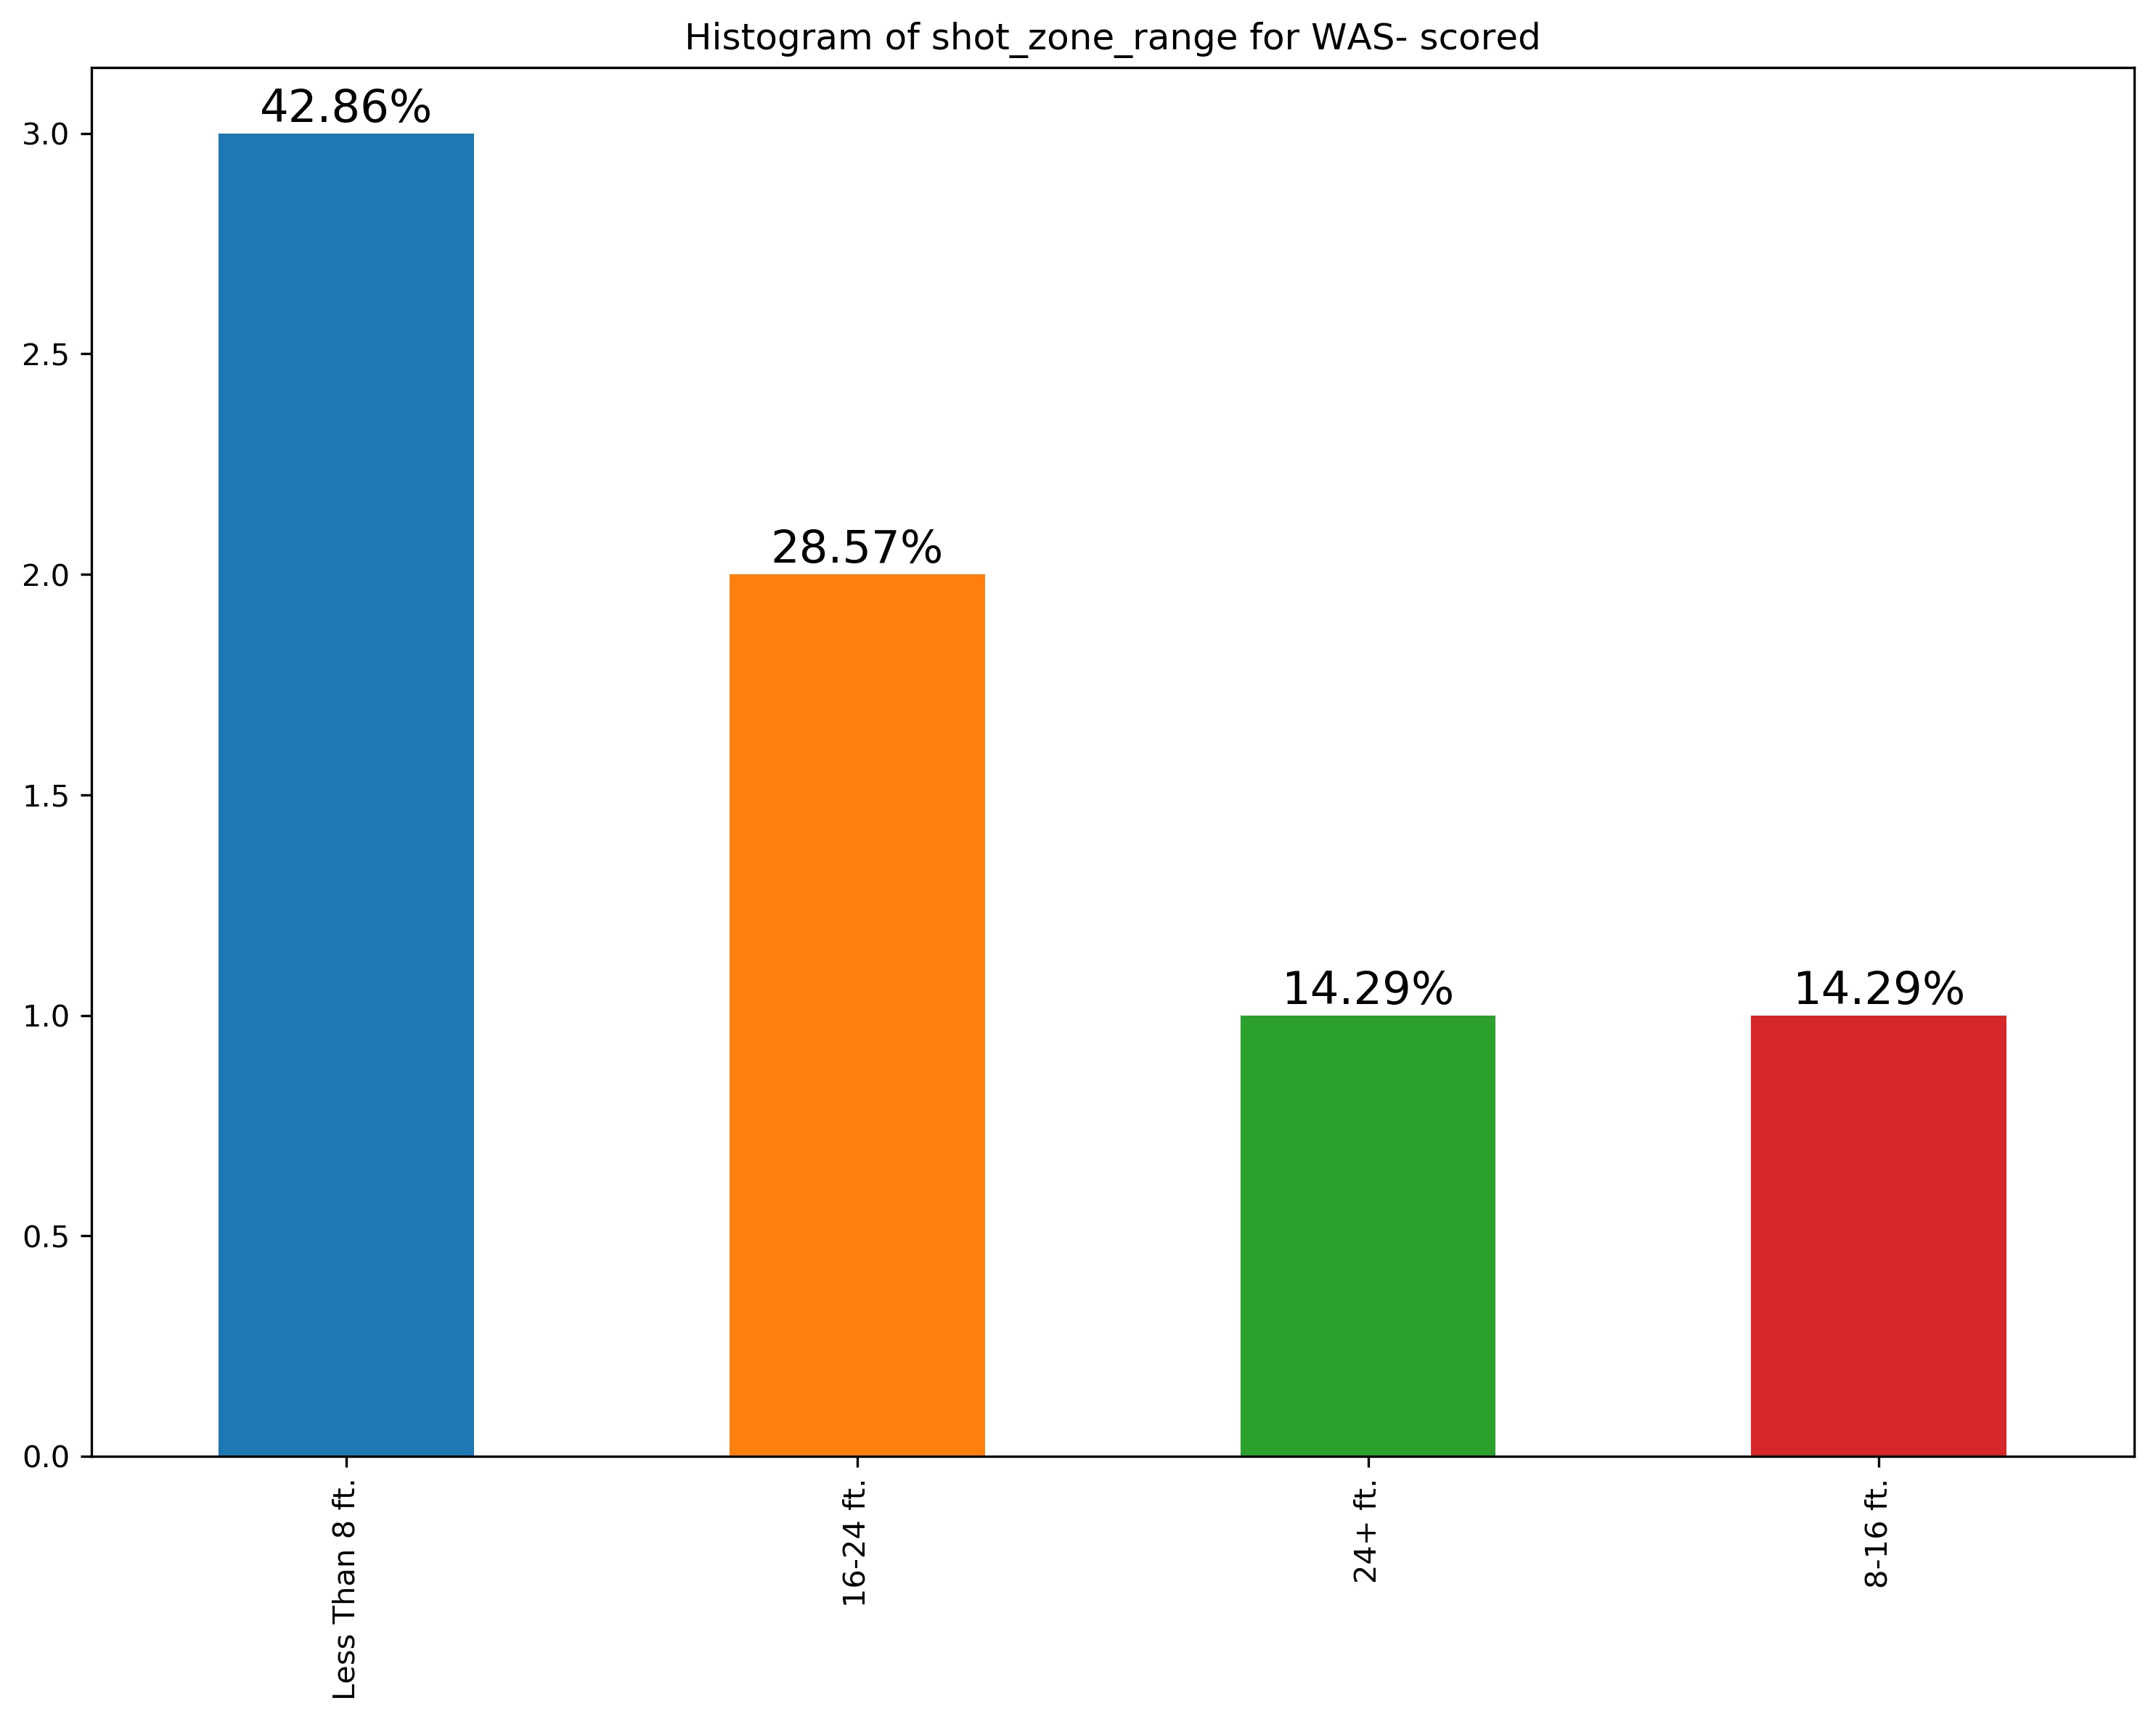 Histogram of shot_zone_range for WAS- scored
42.86%
28.57%
14.29%
14.29%
3.0
2.5
2.0
1.5
1.0
0.5
0.0
Less Than 8 ft.
16-24 ft.
24+ ft.
8-16 ft.